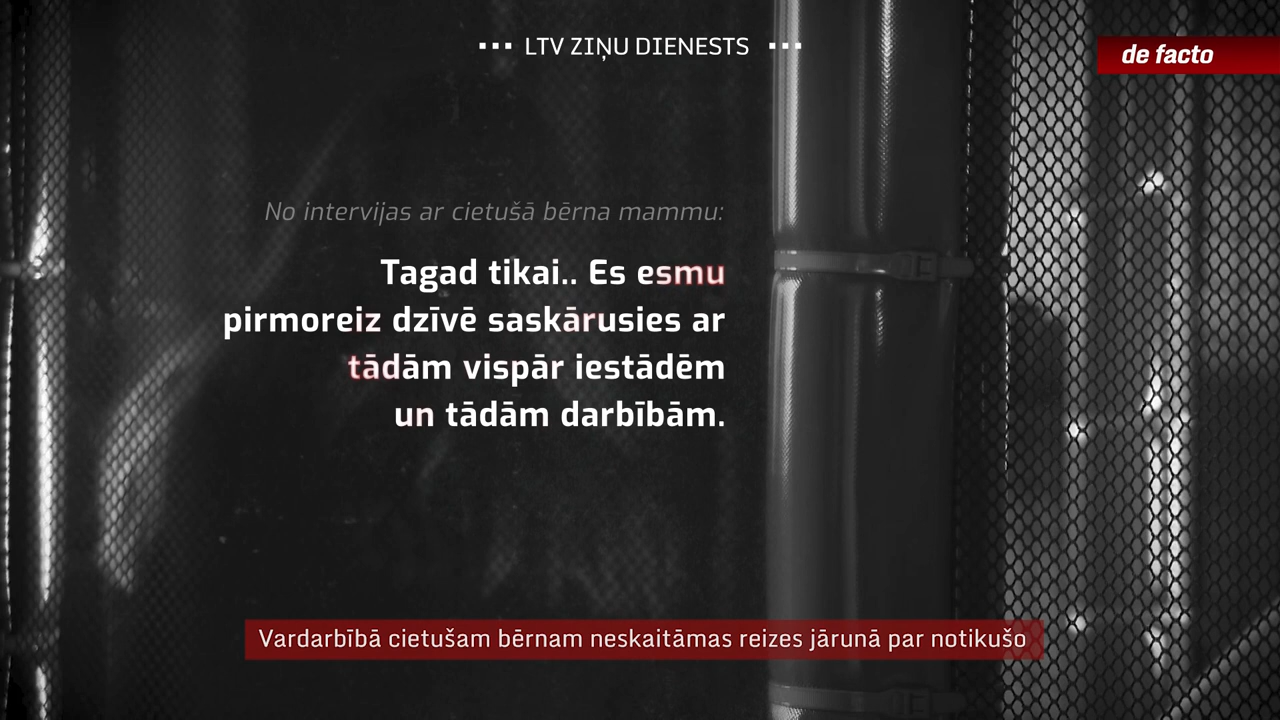 LTV ZIŅU DIENESTS
de facto
No intervijas ar cietušā bērna mammu:
Tagad tikai.. Es esmu
pirmoreiz dzīvē saskārusies ar
tādām vispār iestādēm
un tādām darbībām.
Vardarbībā cietušam bērnam neskaitāmas reizes jārunā par notikušo